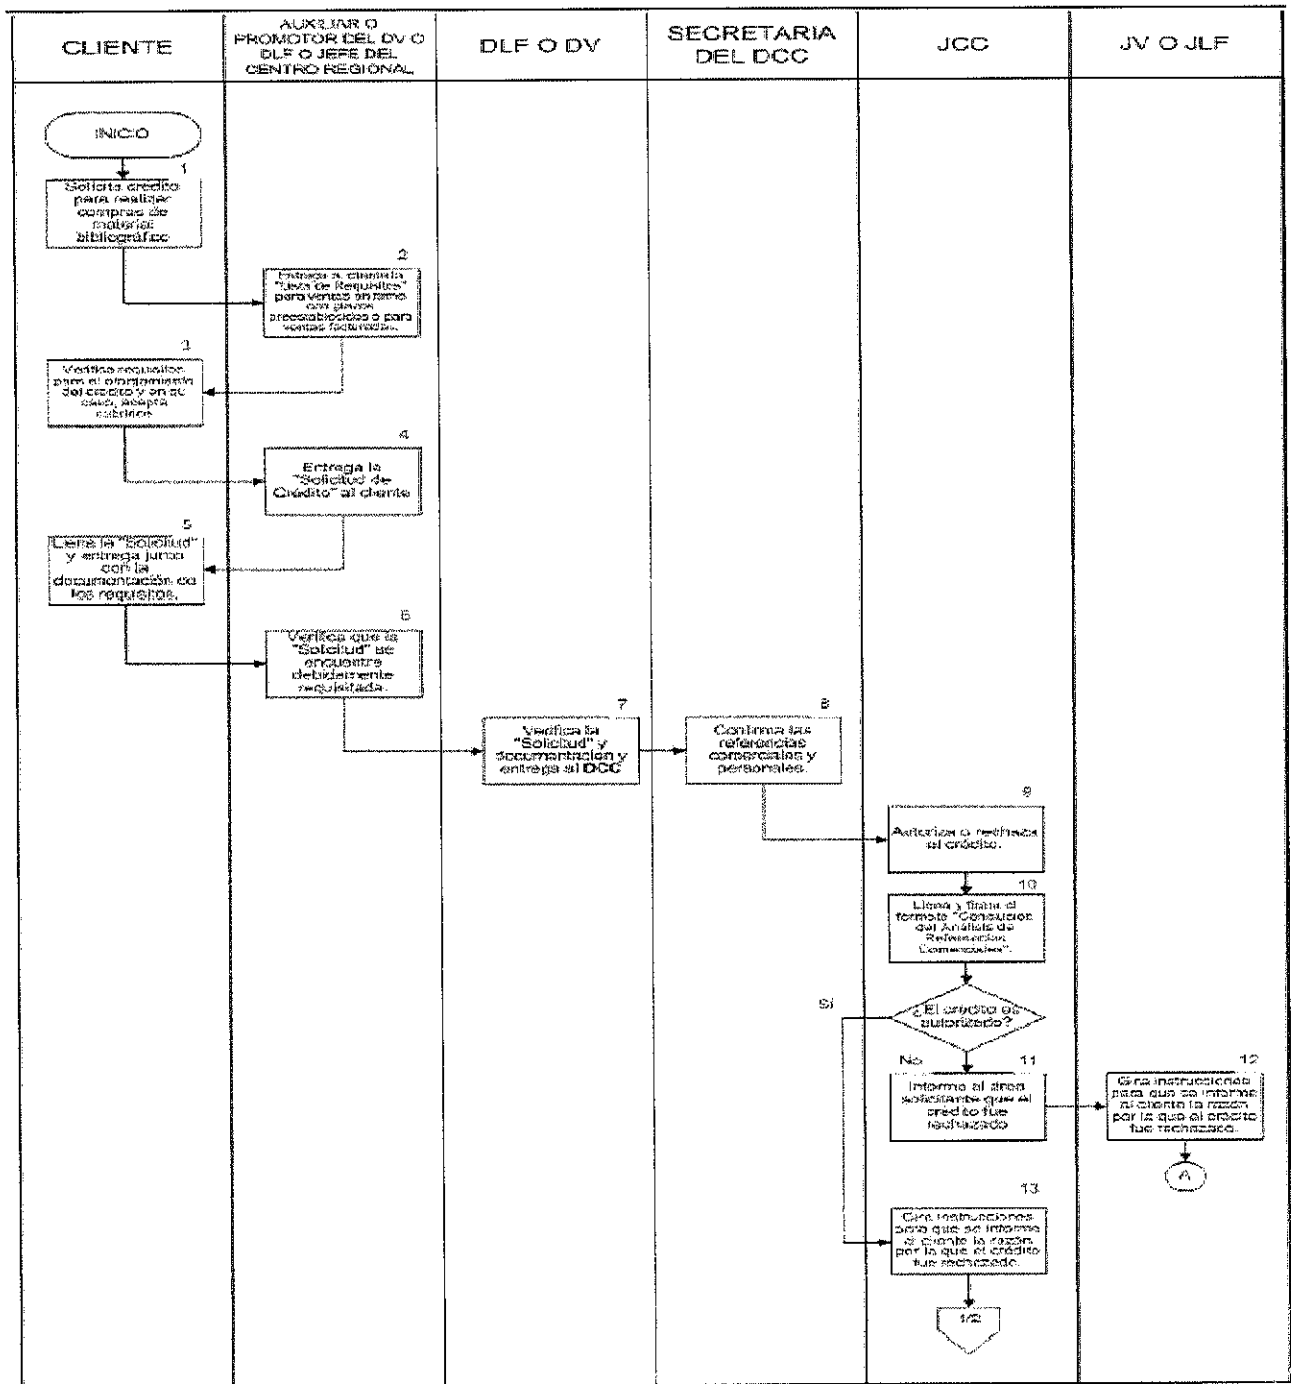 CLIENTE
AUXILIAR O
PROMOTOR DEL DV O
DLF O JEFE DEL
CENTRO REGIONAL
DLF O DV
SECRETARIA
DEL DCC
JCC
JV O JLF
INICIO
1
Solicita crédito
para realizar
compras de
material
bibliográfico
2
Entrega al cliente la
"Lista de Requisitos"
para ventas en firme
con plazos
preestablecidos o para
ventas facturadas.
3
Verifica requisitos
para el otorgamiento
del crédito y en su
caso, acepta
cubrirlos
4
Entrega la
"Solicitud de
Crédito" al cliente
5
Llena la "Solicitud"
y entrega junto
con la
documentación de
los requisitos.
6
Verifica que la
"Solicitud" se
encuentre
debidamente
requisitada.
7
Verifica la
"Solicitud" y
documentación y
entrega al DCC
8
Confirma las
referencias
comerciales y
personales.
9
Autoriza o rechaza
el crédito.
10
Llena y firma el
formato "Conclusión
del Análisis de
Referencias
Comerciales".
¿El crédito es
autorizado?
Sí
No
11
Informa al área
solicitante que el
crédito fue
rechazado
12
Gira instrucciones
para que se informe
al cliente la razón
por la que el crédito
fue rechazado.
A
13
Gira instrucciones
para que se informe
al cliente la razón
por la que el crédito
fue rechazado.
1/2